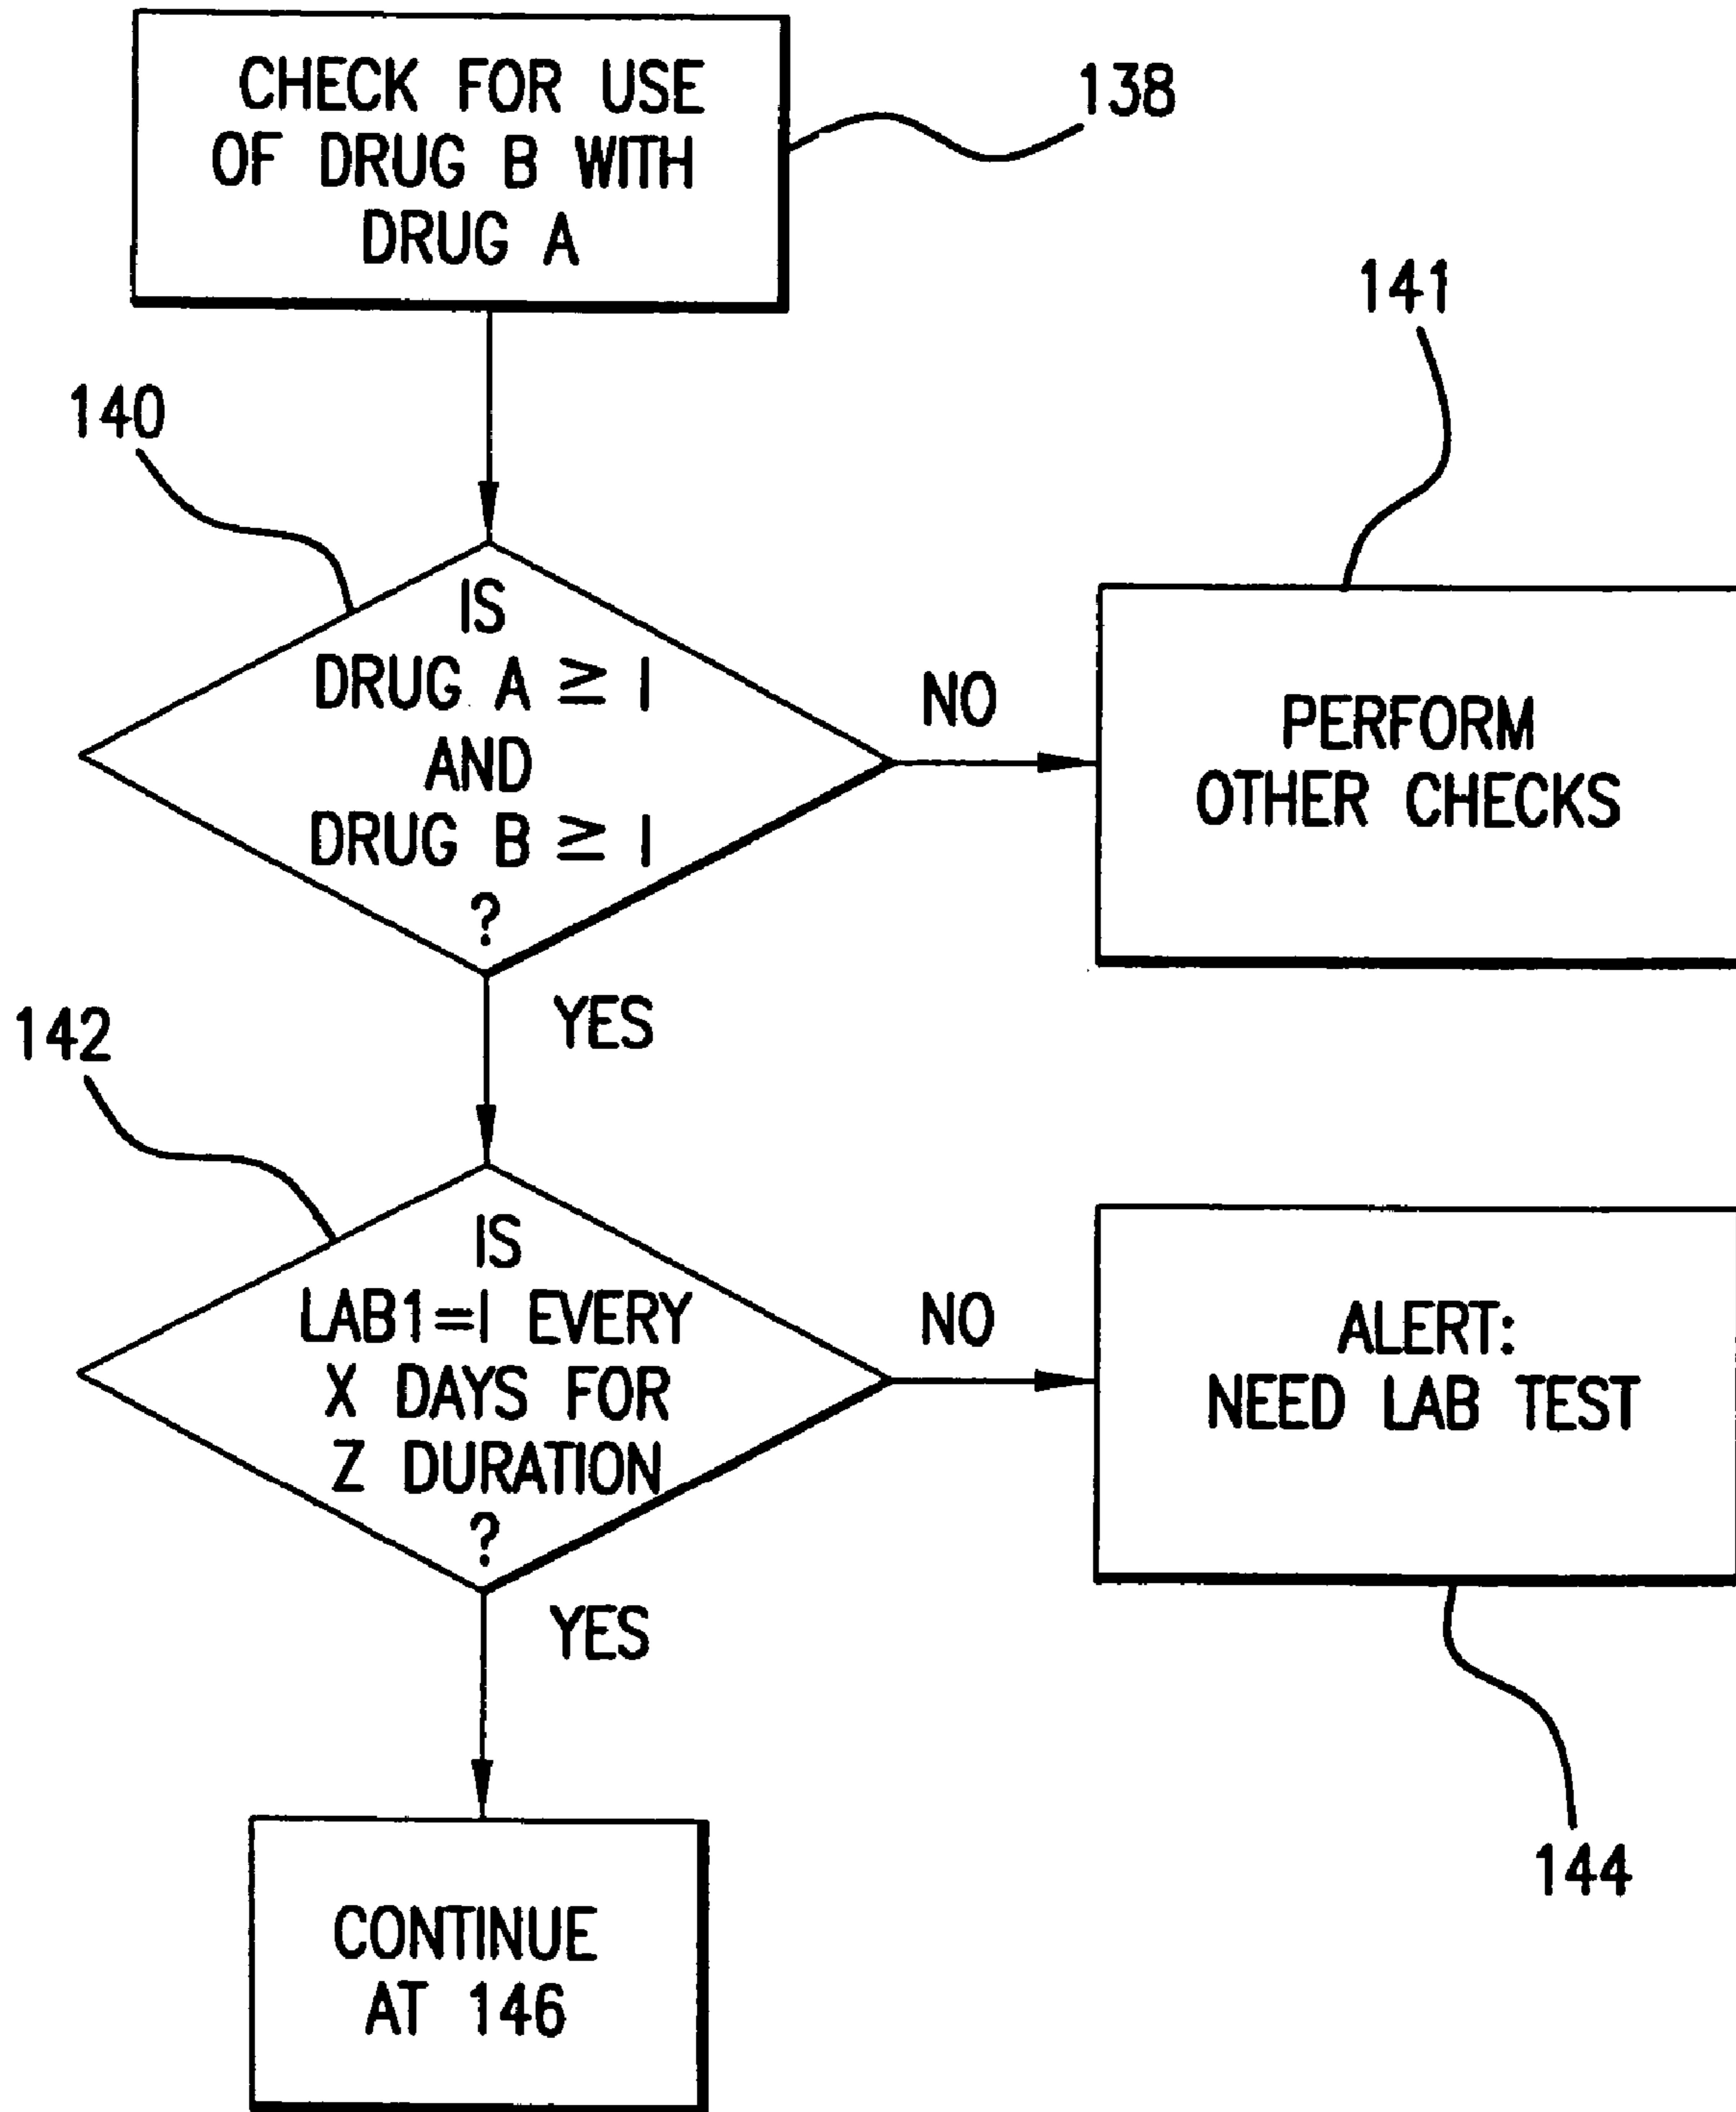 CHECK FOR USE
OF DRUG B WITH
DRUG A
138
141
140
IS
DRUG A ≥ I
AND
DRUG B ≥ I
?
NO
PERFORM
OTHER CHECKS
YES
142
IS
LAB1=I EVERY
X DAYS FOR
Z DURATION
?
NO
ALERT:
NEED LAB TEST
YES
144
CONTINUE
AT 146